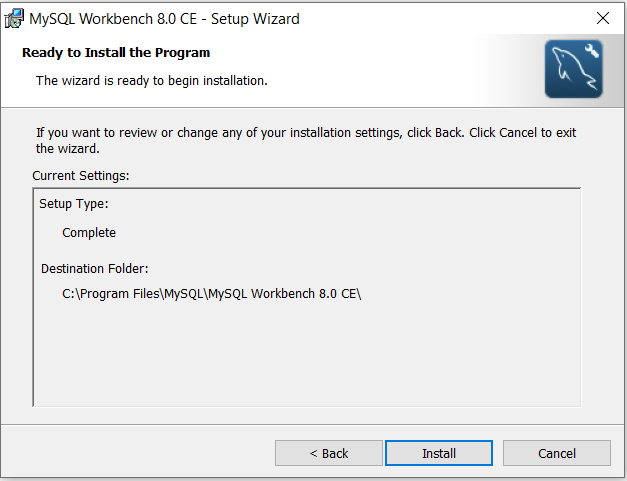 MySQL Workbench 8.0 CE - Setup Wizard
Ready to Install the Program
The wizard is ready to begin installation.
If you want to review or change any of your installation settings, click Back. Click Cancel to exit
the wizard.
Current Settings:
Setup Type:
Complete
Destination Folder:
C:\Program Files\MySQL\MySQL Workbench 8.0 CE\
< Back
Install
Cancel